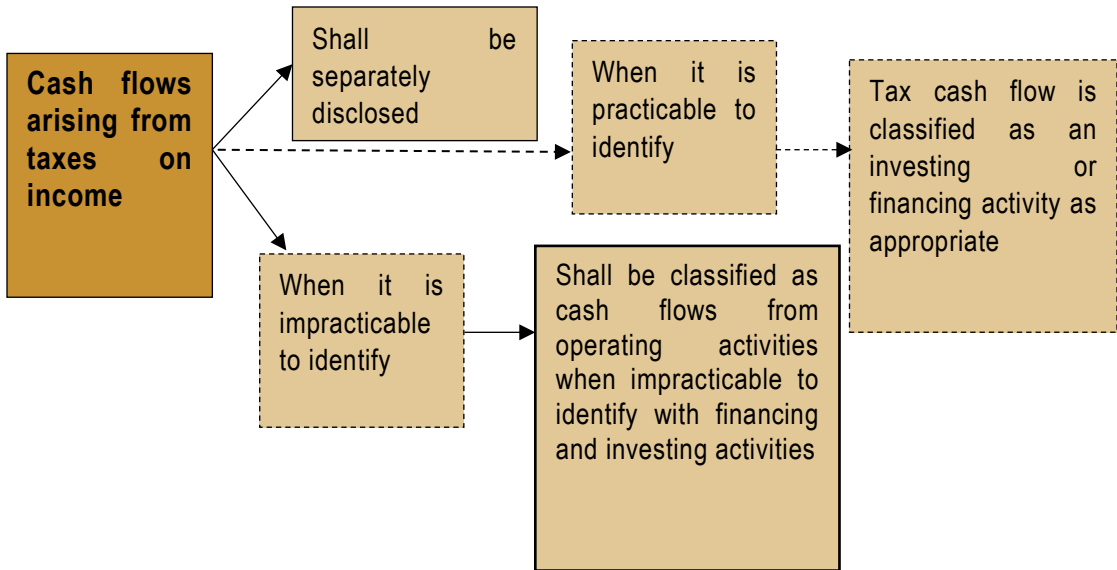 Cash flows
arising from
taxes on
income
Shall be
separately
disclosed
When it is
practicable to
identify
Tax cash flow is
classified as an
investing or
financing activity as
appropriate
When it is
impracticable
to identify
Shall be classified as
cash flows from
operating activities
when impracticable to
identify with financing
and investing activities